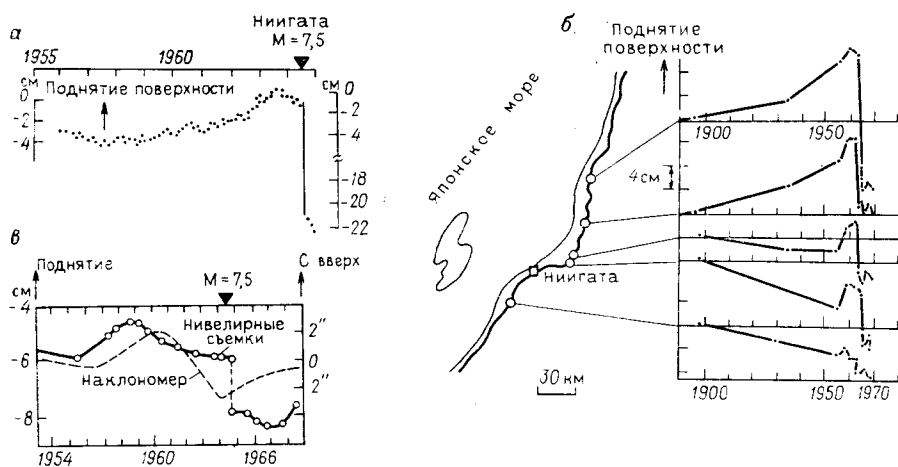 а
Ниигата
М = 7,5
1955
1960
см
0
-2
-4
Поднятие поверхности
см
0
-2
-4
-18
-20
-22
б.
Поднятие
поверхности
Японское море
Ниигата
30 км
4 см
1900
1950
1900
1950
1970
в
Поднятие
М = 7,5
С вверх
-4
см
-6
-8
Нивелирные
съемки
Наклономер
2"
0
2"
1954
1960
1966